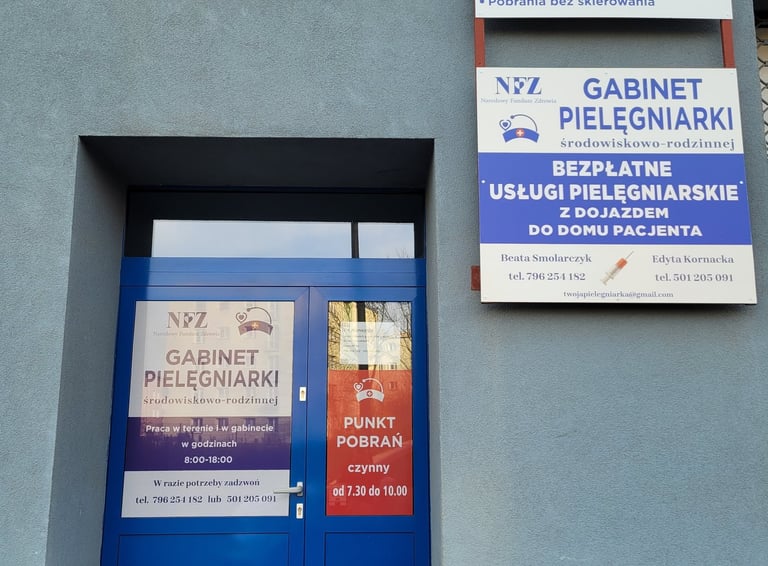 • Pobrania bez skierowania
NFZ
Narodowy Fundusz Zdrowia
GABINET
PIELĘGNIARKI
środowiskowo-rodzinnej
BEZPŁATNE
USŁUGI PIELĘGNIARSKIE
Z DOJAZDEM
DO DOMU PACJENTA
Beata Smolarczyk
tel. 796 254 182
Edyta Kornacka
tel. 501 205 091
twojapielegniarka@gmail.com
NFZ
Narodowy Fundusz Zdrowia
GABINET
PIELĘGNIARKI
środowiskowo-rodzinnej
Praca w terenie i w gabinecie
w godzinach
8:00-18:00
W razie potrzeby zadzwoń
tel. 796 254 182 lub 501 205 091
PUNKT
POBRAŃ
czynny
od 7.30 do 10.00